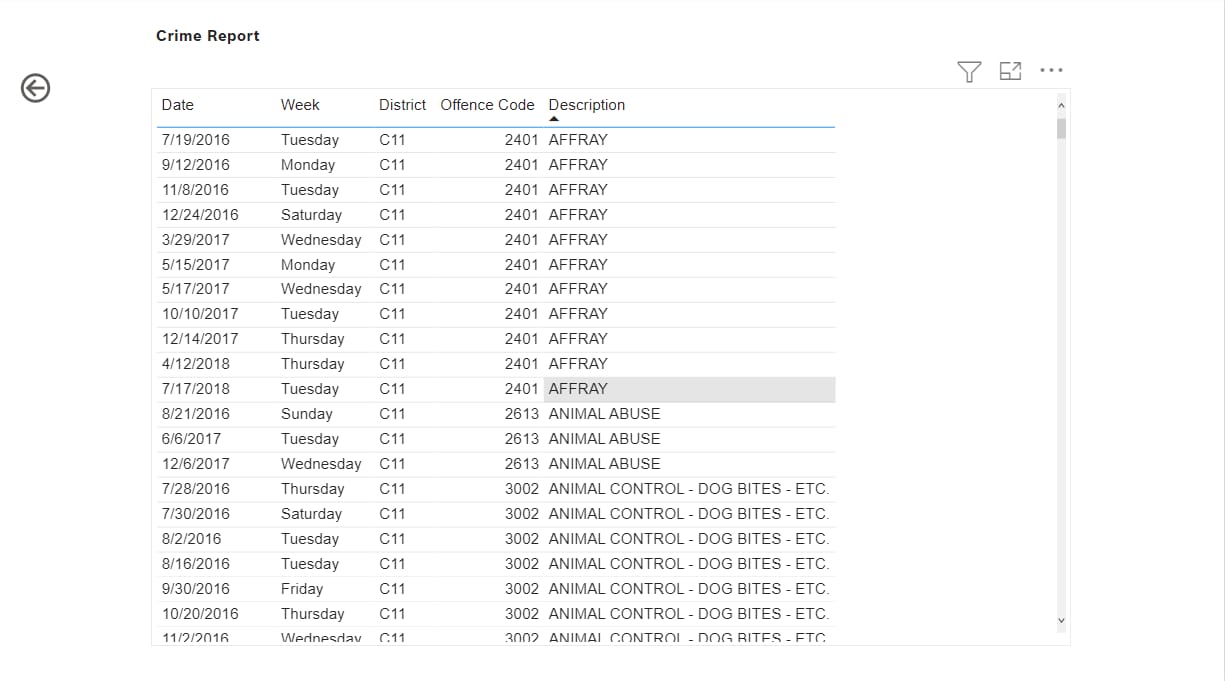 Crime Report
Date Week District Offence Code Description
7/19/2016 Tuesday C11 2401 AFFRAY
9/12/2016 Monday C11 2401 AFFRAY
11/8/2016 Tuesday C11 2401 AFFRAY
12/24/2016 Saturday C11 2401 AFFRAY
3/29/2017 Wednesday C11 2401 AFFRAY
5/15/2017 Monday C11 2401 AFFRAY
5/17/2017 Wednesday C11 2401 AFFRAY
10/10/2017 Tuesday C11 2401 AFFRAY
12/14/2017 Thursday C11 2401 AFFRAY
4/12/2018 Thursday C11 2401 AFFRAY
7/17/2018 Tuesday C11 2401 AFFRAY
8/21/2016 Sunday C11 2613 ANIMAL ABUSE
6/6/2017 Tuesday C11 2613 ANIMAL ABUSE
12/6/2017 Wednesday C11 2613 ANIMAL ABUSE
7/28/2016 Thursday C11 3002 ANIMAL CONTROL - DOG BITES - ETC.
7/30/2016 Saturday C11 3002 ANIMAL CONTROL - DOG BITES - ETC.
8/2/2016 Tuesday C11 3002 ANIMAL CONTROL - DOG BITES - ETC.
8/16/2016 Tuesday C11 3002 ANIMAL CONTROL - DOG BITES - ETC.
9/30/2016 Friday C11 3002 ANIMAL CONTROL - DOG BITES - ETC.
10/20/2016 Thursday C11 3002 ANIMAL CONTROL - DOG BITES - ETC.
11/2/2016 Wednesday C11 3002 ANIMAL CONTROL - DOG BITES - ETC.